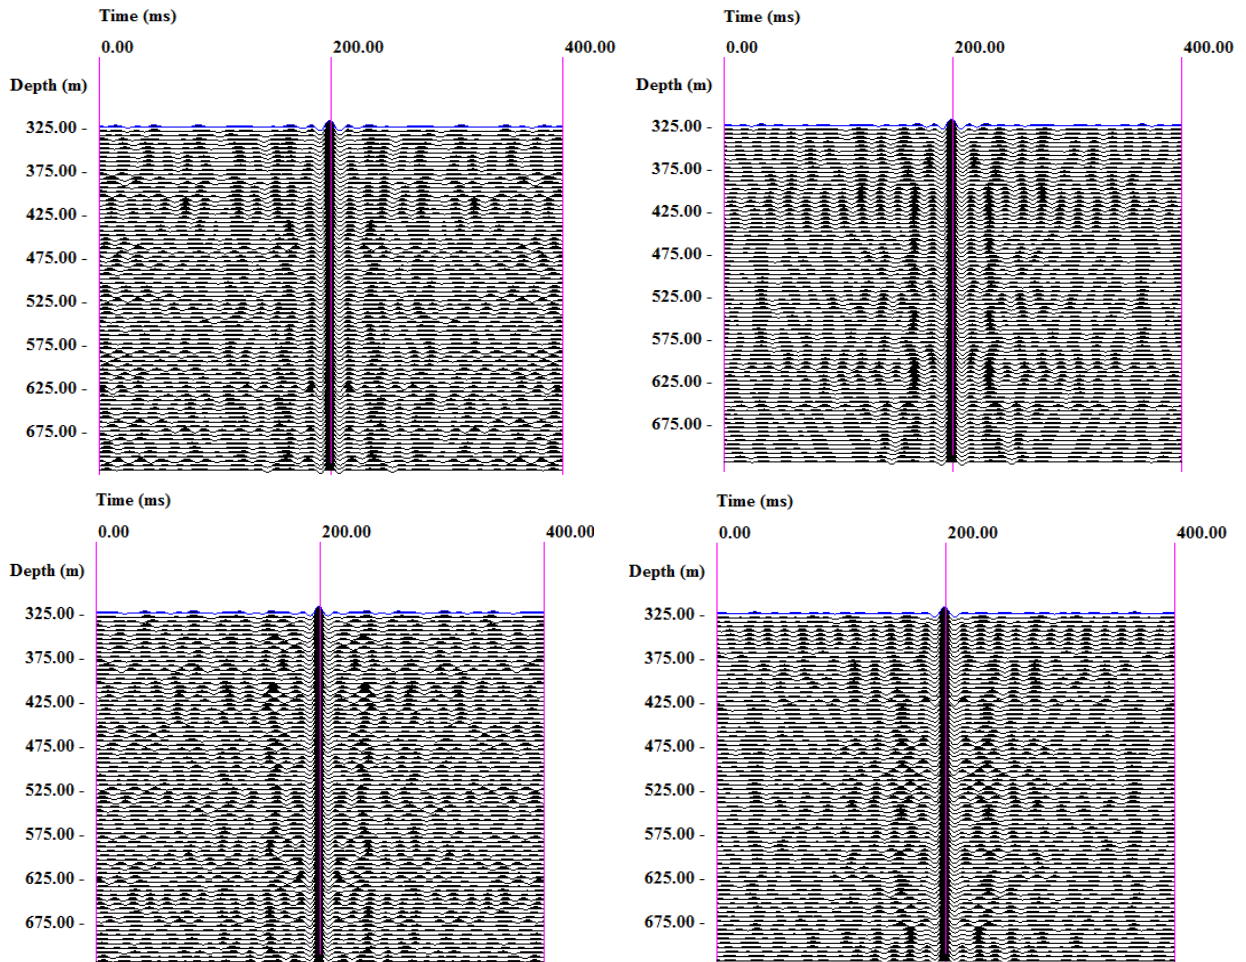 Time (ms)
0.00 200.00 400.00
Depth (m)
325.00 -
375.00 -
425.00 -
475.00 -
525.00 -
575.00 -
625.00 -
675.00 -
Time (ms)
0.00 200.00 400.00
Depth (m)
325.00 -
375.00 -
425.00 -
475.00 -
525.00 -
575.00 -
625.00 -
675.00 -
Time (ms)
0.00 200.00 400.00
Depth (m)
325.00 -
375.00 -
425.00 -
475.00 -
525.00 -
575.00 -
625.00 -
675.00 -
Time (ms)
0.00 200.00 400.00
Depth (m)
325.00 -
375.00 -
425.00 -
475.00 -
525.00 -
575.00 -
625.00 -
675.00 -